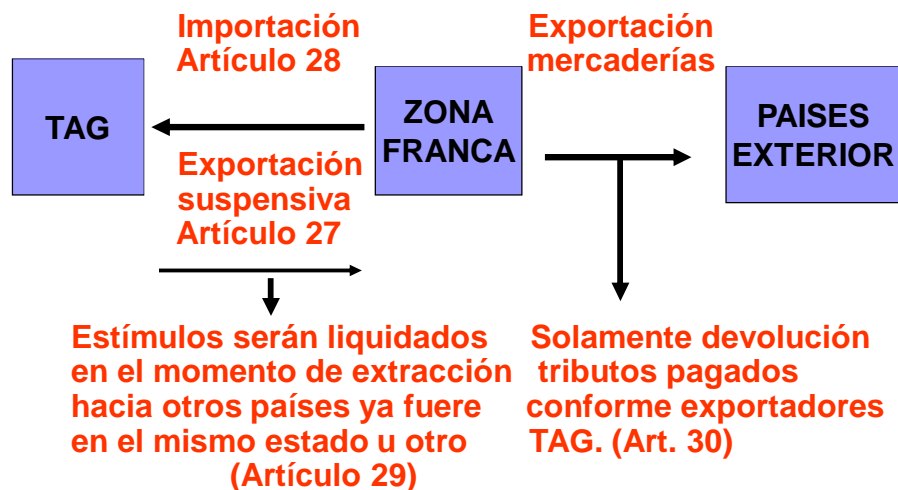 Importación
Artículo 28
Exportación
mercaderías
TAG
ZONA
FRANCA
PAISES
EXTERIOR
Exportación
suspensiva
Artículo 27
Estímulos serán liquidados
en el momento de extracción
hacia otros países ya fuere
en el mismo estado u otro
(Artículo 29)
Solamente devolución
tributos pagados
conforme exportadores
TAG. (Art. 30)